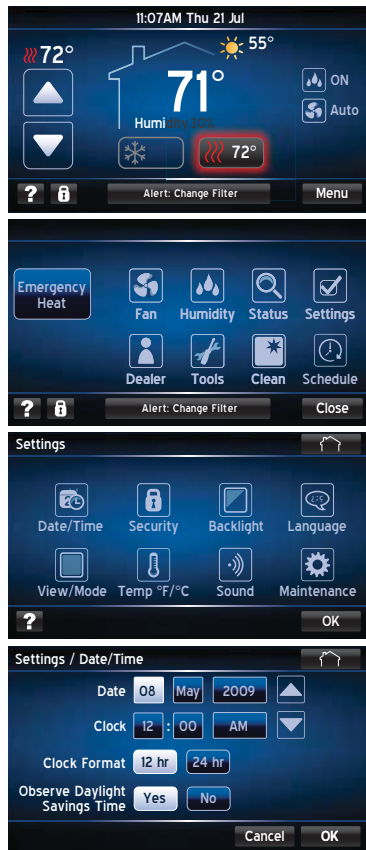 11:07AM Thu 21 Jul
72°
55°
71°
ON
Auto
Humidity 30%
72°
? Alert: Change Filter Menu
Emergency Heat
Fan Humidity Status Settings
Dealer Tools Clean Schedule
? Alert: Change Filter Close
Settings
Date/Time Security Backlight Language
View/Mode Temp °F/°C Sound Maintenance
? OK
Settings / Date/Time
Date 08 May 2009
Clock 12 : 00 AM
Clock Format 12 hr 24 hr
Observe Daylight
Savings Time Yes No
Cancel OK